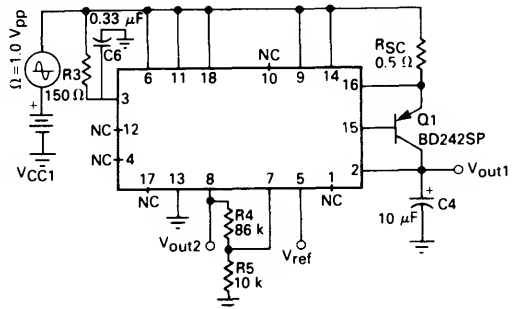 0.33 μF
Ω=1.0 Vpp
R3
150 Ω
C6
+
VCC1
3
6
11
18
NC
10
9
14
RSC
0.5 Ω
16
Q1
15
BD242SP
NC
12
NC
4
2
Vout1
17
NC
13
8
7
5
1
NC
+
C4
10 μF
Vout2
R4
86 k
R5
10 k
Vref